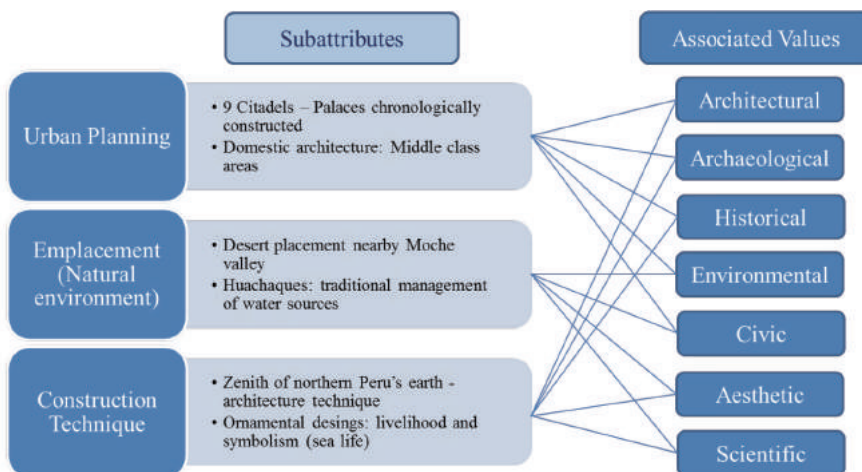 Subattributes
Associated Values
Urban Planning
• 9 Citadels – Palaces chronologically
constructed
• Domestic architecture: Middle class
areas
Emplacement
(Natural
environment)
• Desert placement nearby Moche
valley
• Huachaques: traditional management
of water sources
Construction
Technique
• Zenith of northern Peru's earth -
architecture technique
• Ornamental desings: livelihood and
symbolism (sea life)
Architectural
Archaeological
Historical
Environmental
Civic
Aesthetic
Scientific